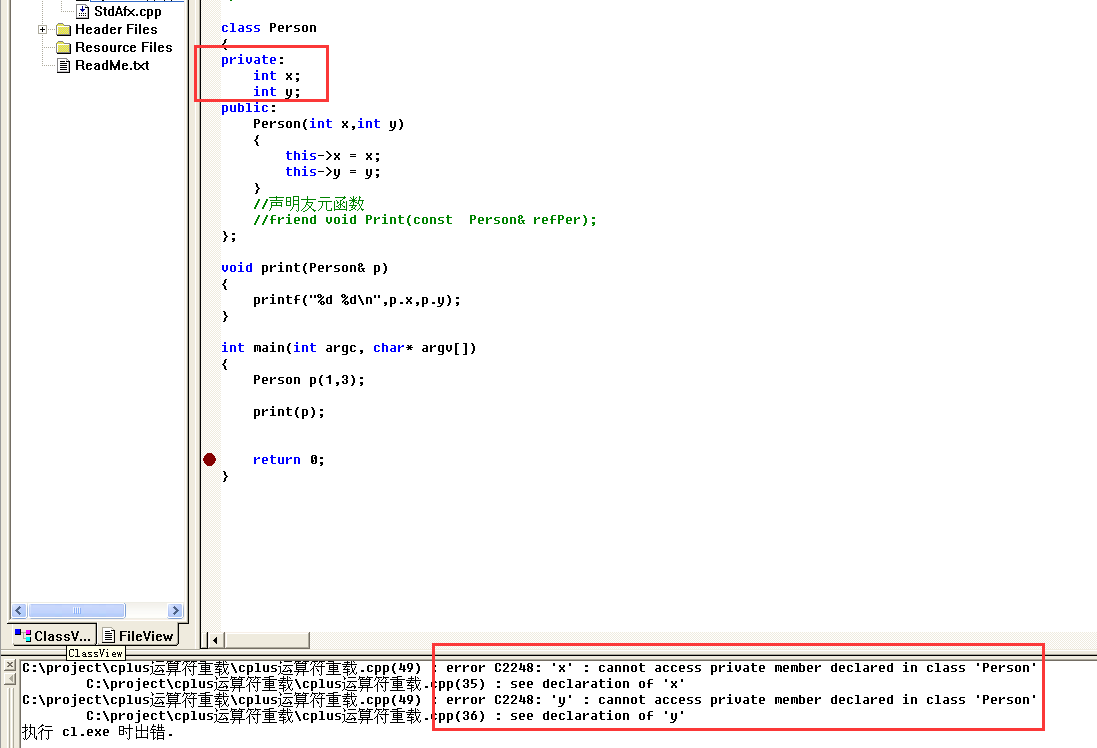 StdAfx.cpp
Header Files
Resource Files
ReadMe.txt
class Person
{
private:
int x;
int y;
public:
Person(int x,int y)
{
this->x = x;
this->y = y;
}
//声明友元函数
//friend void Print(const  Person& refPer);
};
void print(Person& p)
{
printf("%d %d\n",p.x,p.y);
}
int main(int argc, char* argv[])
{
Person p(1,3);
print(p);
return 0;
}
ClassV... FileView
ClassView
C:\project\cplus运算符重载\cplus运算符重载.cpp(49) : error C2248: 'x' : cannot access private member declared in class 'Person'
C:\project\cplus运算符重载\cplus运算符重载.cpp(35) : see declaration of 'x'
C:\project\cplus运算符重载\cplus运算符重载.cpp(49) : error C2248: 'y' : cannot access private member declared in class 'Person'
C:\project\cplus运算符重载\cplus运算符重载.cpp(36) : see declaration of 'y'
执行 cl.exe 时出错.